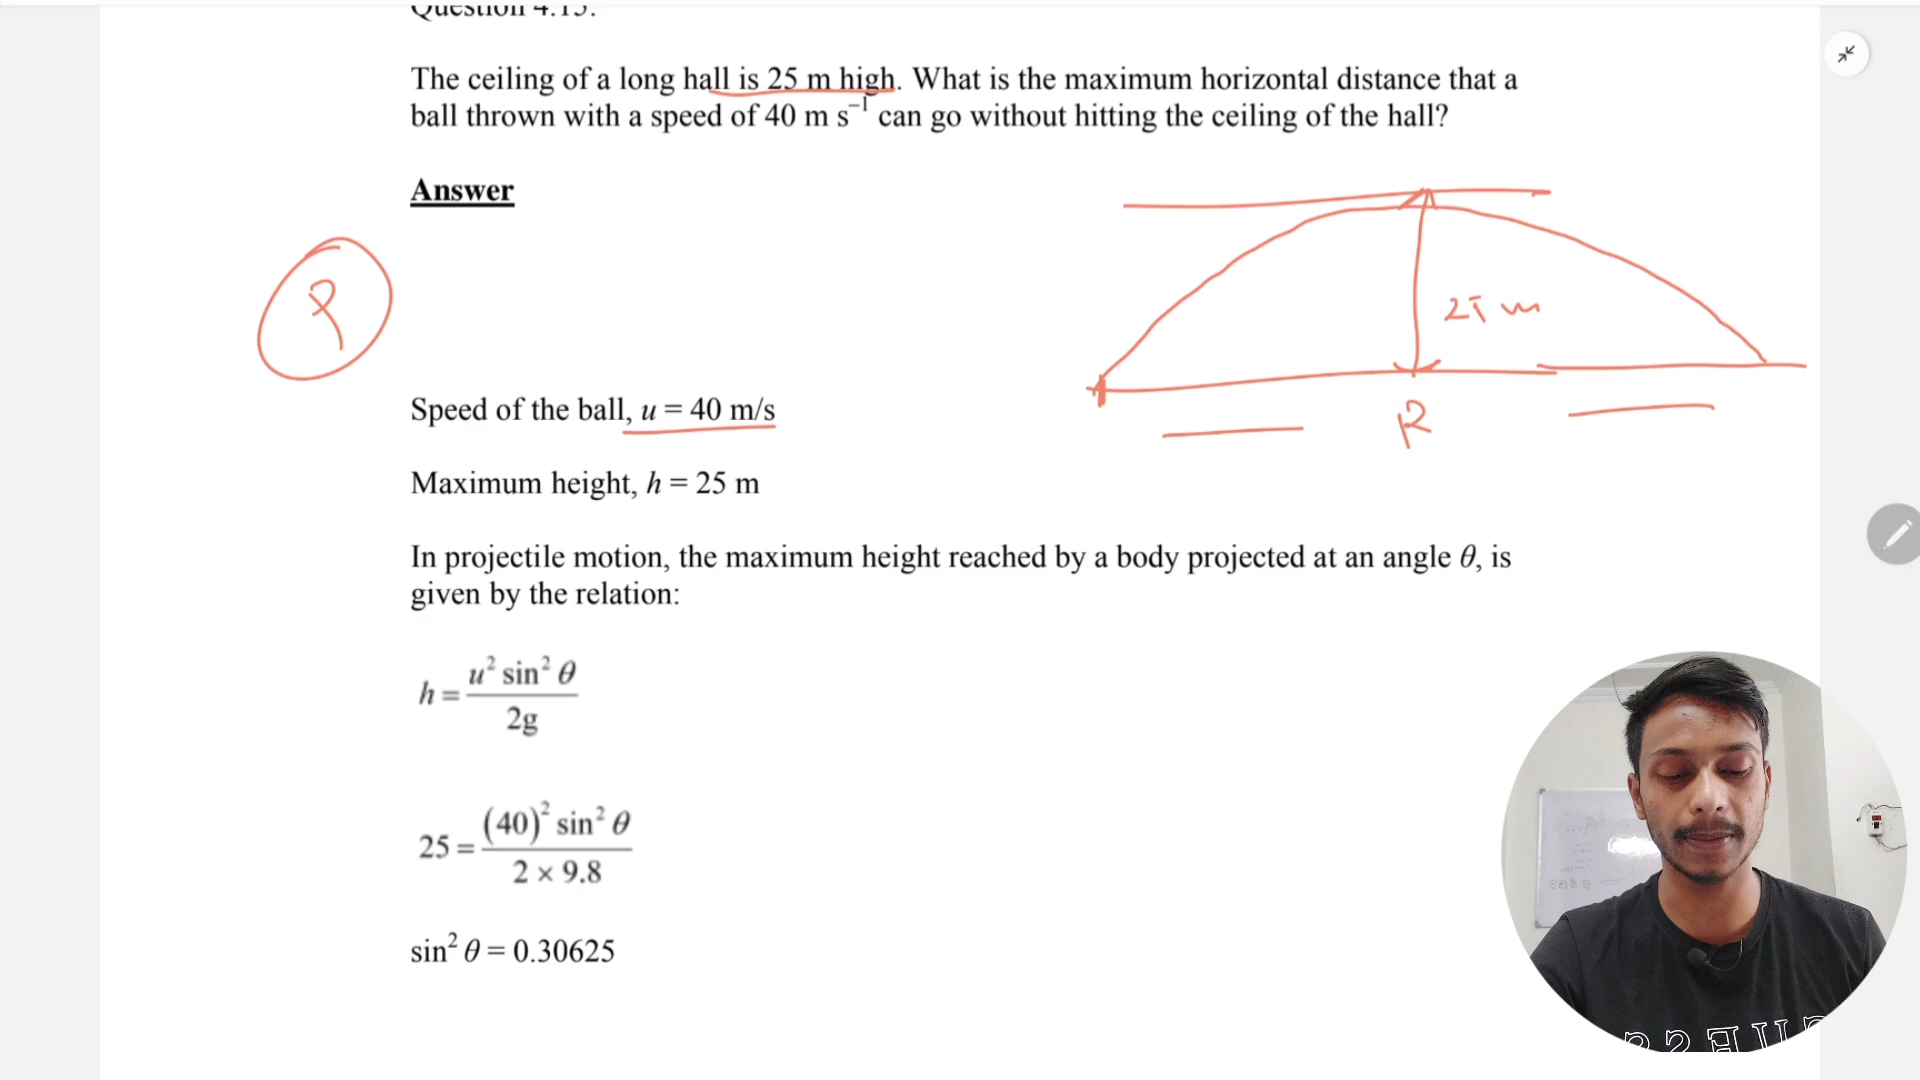 Question 4.15:
The ceiling of a long hall is 25 m high. What is the maximum horizontal distance that a
ball thrown with a speed of 40 m s⁻¹ can go without hitting the ceiling of the hall?
Answer
25 m
R
Speed of the ball, u = 40 m/s
Maximum height, h = 25 m
In projectile motion, the maximum height reached by a body projected at an angle θ, is
given by the relation:
h = u² sin² θ / 2g
25 = (40)² sin² θ / 2 × 9.8
sin² θ = 0.30625